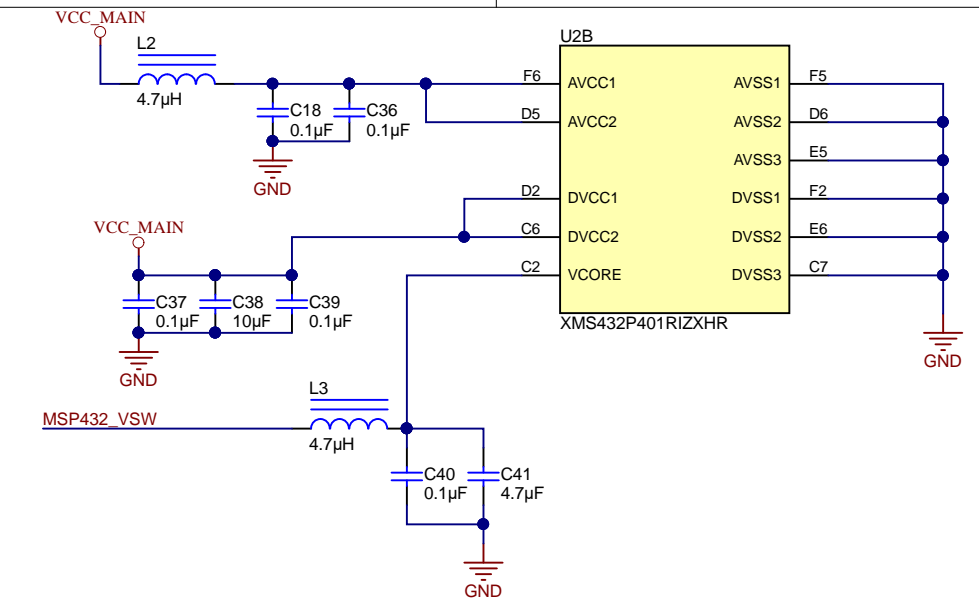 VCC_MAIN
L2
4.7µH
C18
0.1µF
C36
0.1µF
GND
U2B
F6
AVCC1
D5
AVCC2
D2
DVCC1
C6
DVCC2
C2
VCORE
AVSS1
F5
AVSS2
D6
AVSS3
E5
DVSS1
F2
DVSS2
E6
DVSS3
C7
XMS432P401RIZXHR
GND
VCC_MAIN
C37
0.1µF
C38
10µF
C39
0.1µF
GND
MSP432_VSW
L3
4.7µH
C40
0.1µF
C41
4.7µF
GND